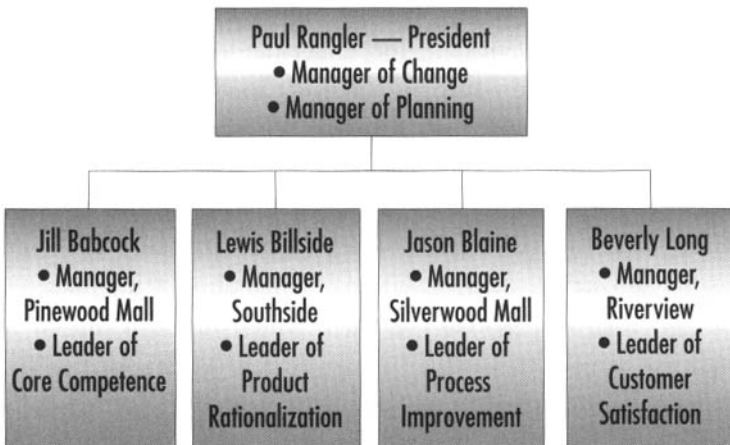 Paul Rangler — President
• Manager of Change
• Manager of Planning
Jill Babcock
• Manager,
Pinewood Mall
• Leader of
Core Competence
Lewis Billside
• Manager,
Southside
• Leader of
Product
Rationalization
Jason Blaine
• Manager,
Silverwood Mall
• Leader of
Process
Improvement
Beverly Long
• Manager,
Riverview
• Leader of
Customer
Satisfaction